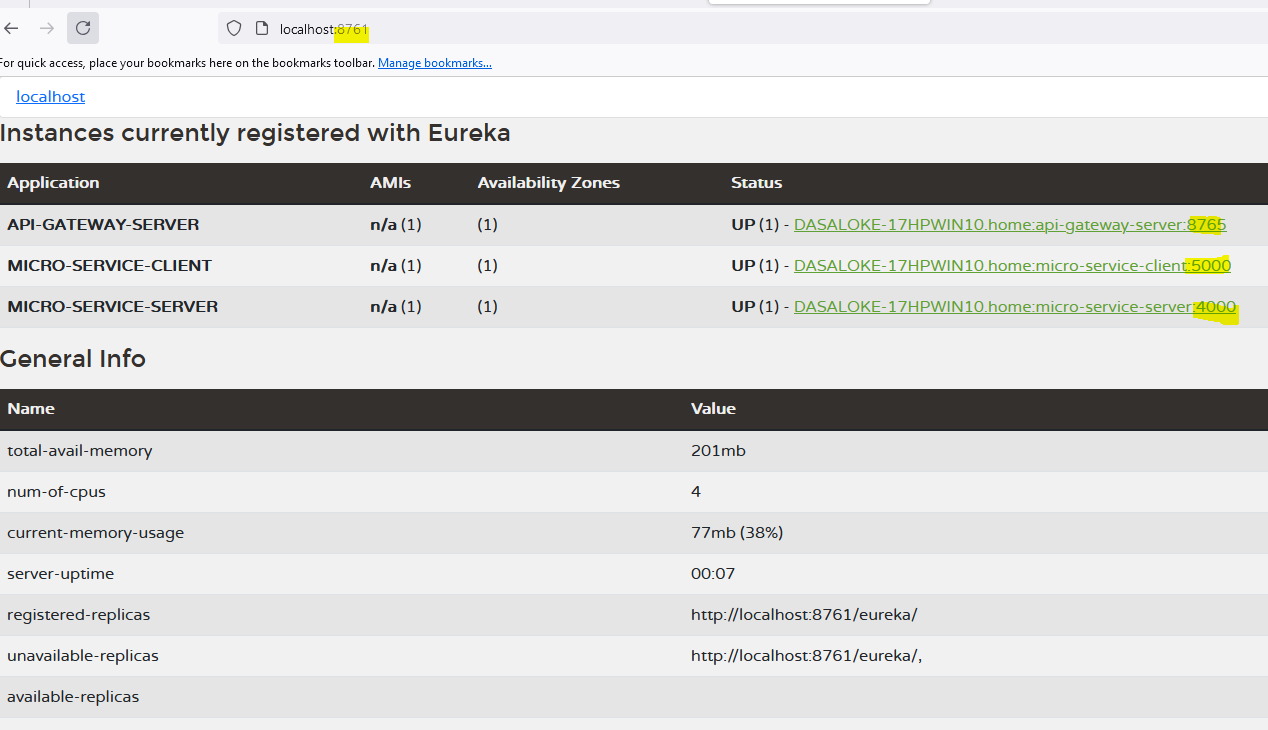 localhost:8761
For quick access, place your bookmarks here on the bookmarks toolbar. Manage bookmarks...
localhost
Instances currently registered with Eureka
Application AMIs Availability Zones Status
API-GATEWAY-SERVER n/a (1) (1) UP (1) - DASALOKE-17HPWIN10.home:api-gateway-server:8765
MICRO-SERVICE-CLIENT n/a (1) (1) UP (1) - DASALOKE-17HPWIN10.home:micro-service-client:5000
MICRO-SERVICE-SERVER n/a (1) (1) UP (1) - DASALOKE-17HPWIN10.home:micro-service-server:4000
General Info
Name Value
total-avail-memory 201mb
num-of-cpus 4
current-memory-usage 77mb (38%)
server-uptime 00:07
registered-replicas http://localhost:8761/eureka/
unavailable-replicas http://localhost:8761/eureka/,
available-replicas